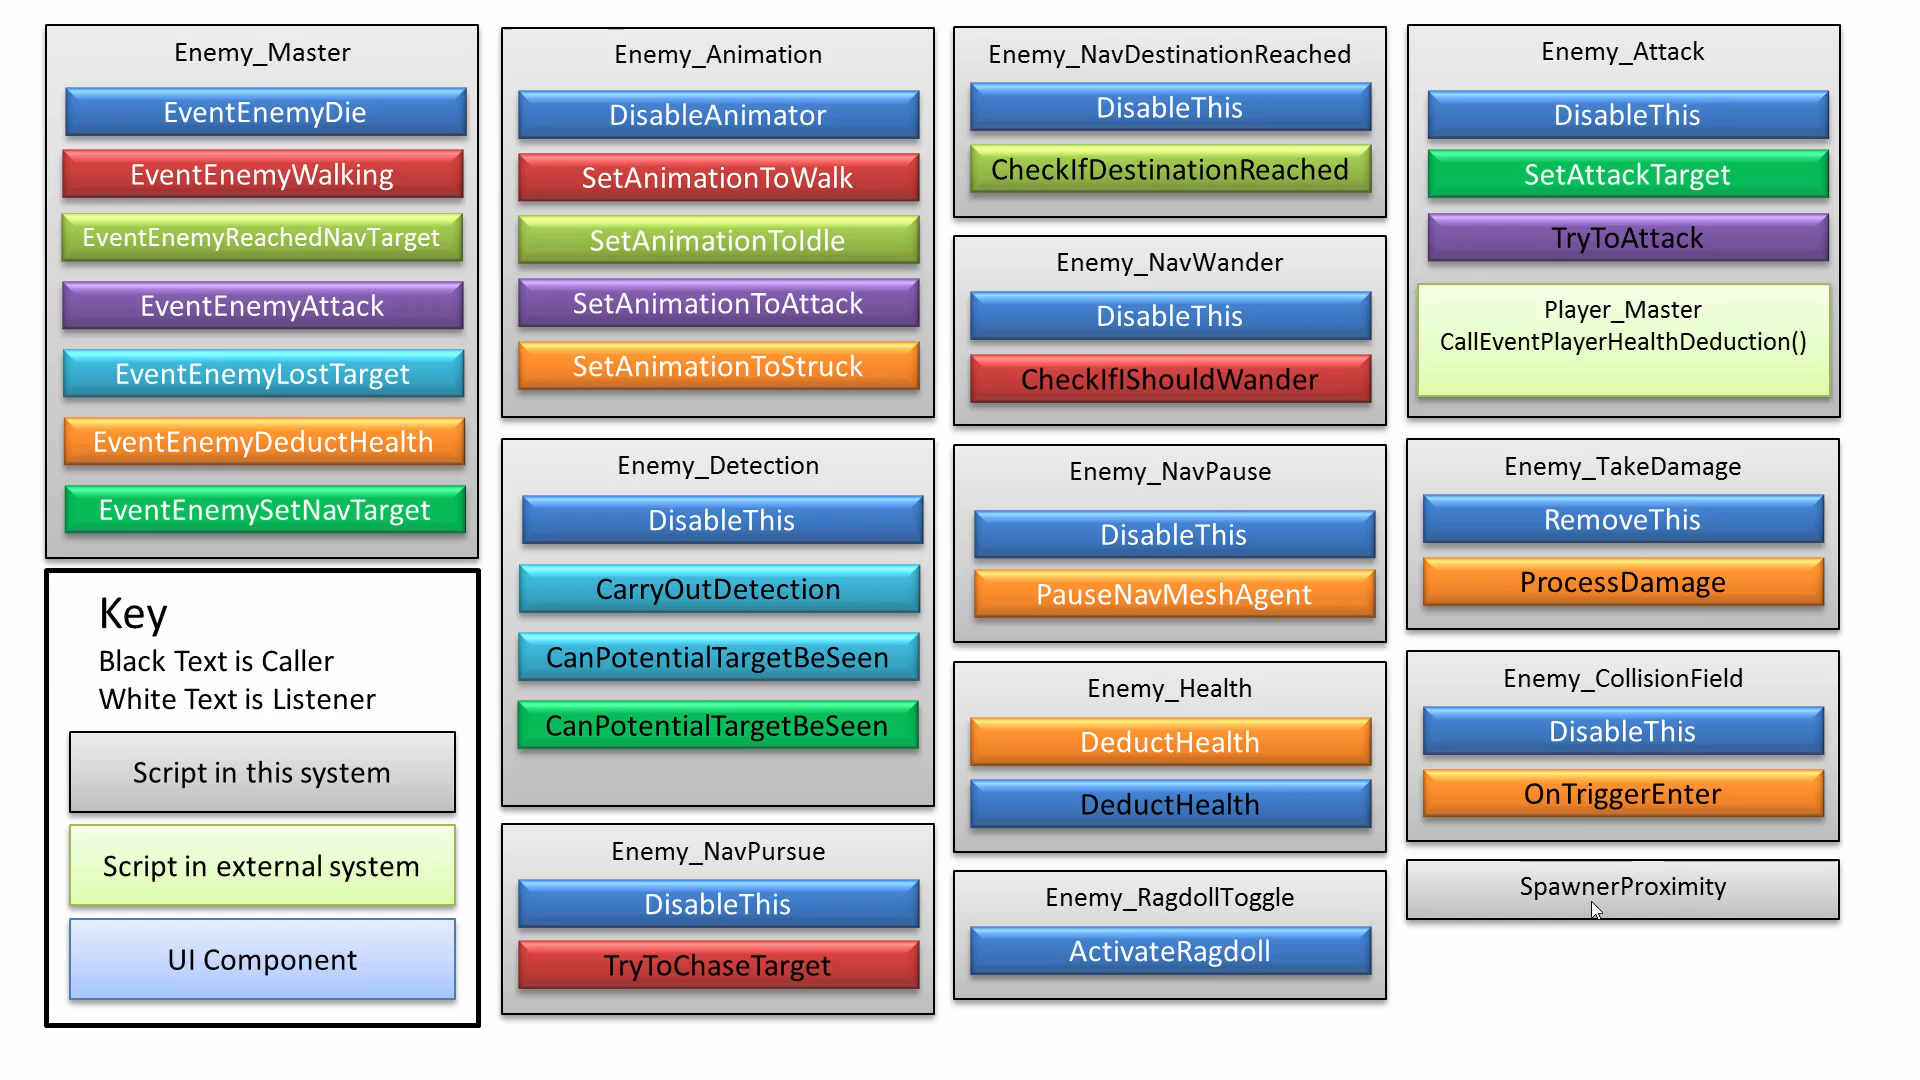 Enemy_Master
EventEnemyDie
EventEnemyWalking
EventEnemyReachedNavTarget
EventEnemyAttack
EventEnemyLostTarget
EventEnemyDeductHealth
EventEnemySetNavTarget
Key
Black Text is Caller
White Text is Listener
Script in this system
Script in external system
UI Component
Enemy_Animation
DisableAnimator
SetAnimationToWalk
SetAnimationToIdle
SetAnimationToAttack
SetAnimationToStruck
Enemy_Detection
DisableThis
CarryOutDetection
CanPotentialTargetBeSeen
CanPotentialTargetBeSeen
Enemy_NavPursue
DisableThis
TryToChaseTarget
Enemy_NavDestinationReached
DisableThis
CheckIfDestinationReached
Enemy_NavWander
DisableThis
CheckIfIShouldWander
Enemy_NavPause
DisableThis
PauseNavMeshAgent
Enemy_Health
DeductHealth
DeductHealth
Enemy_RagdollToggle
ActivateRagdoll
Enemy_Attack
DisableThis
SetAttackTarget
TryToAttack
Player_Master
CallEventPlayerHealthDeduction()
Enemy_TakeDamage
RemoveThis
ProcessDamage
Enemy_CollisionField
DisableThis
OnTriggerEnter
SpawnerProximity